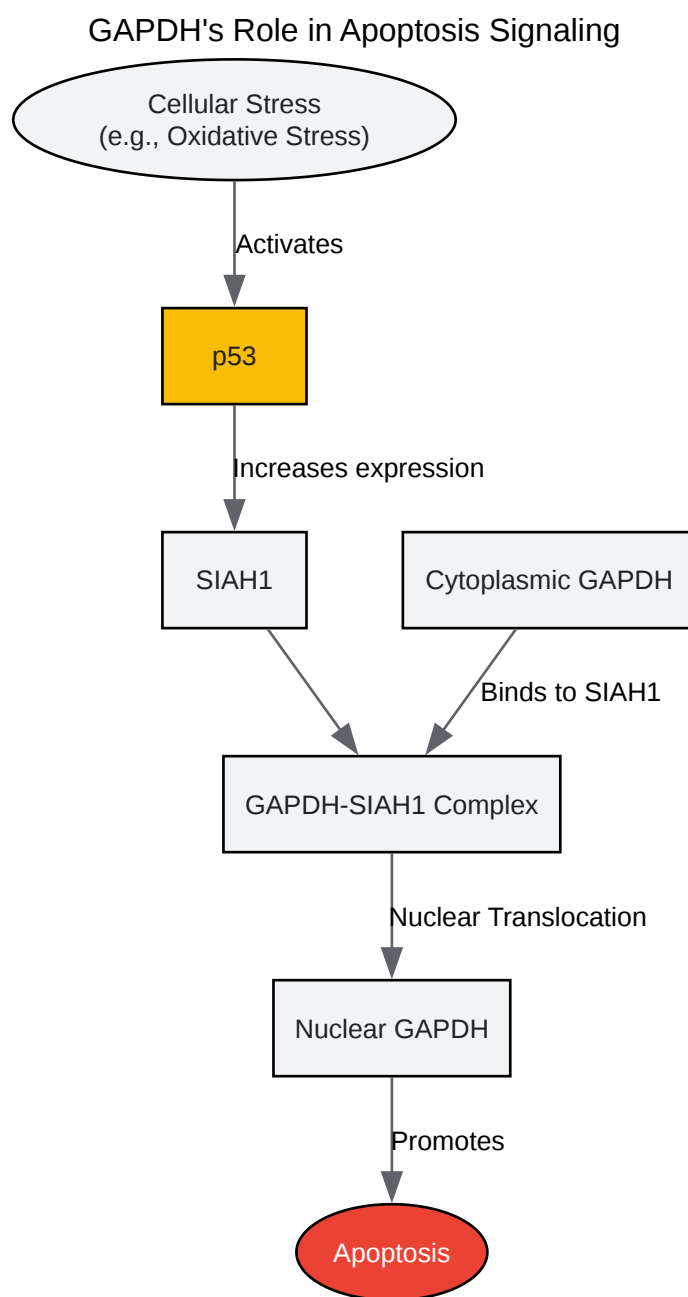 GAPDH's Role in Apoptosis Signaling
Cellular Stress
(e.g., Oxidative Stress)
Activates
p53
Increases expression
SIAH1
Cytoplasmic GAPDH
Binds to SIAH1
GAPDH-SIAH1 Complex
Nuclear Translocation
Nuclear GAPDH
Promotes
Apoptosis